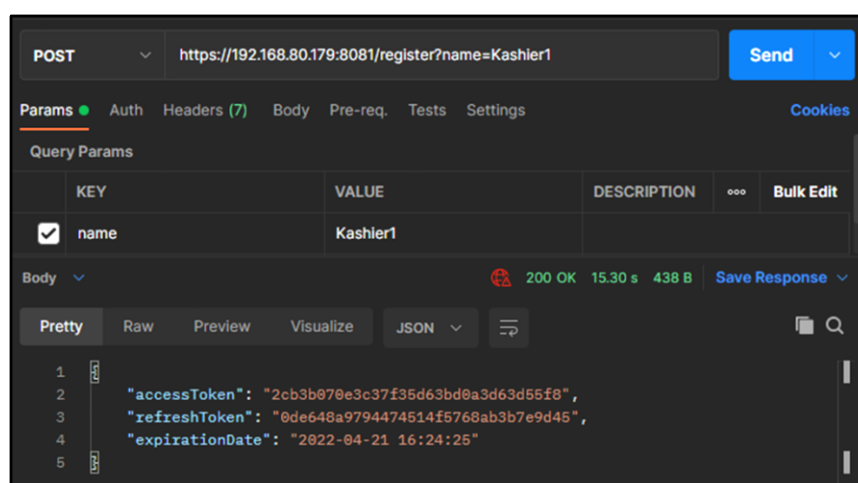 POST https://192.168.80.179:8081/register?name=Kashier1 Send
Params Auth Headers (7) Body Pre-req. Tests Settings Cookies
Query Params
KEY VALUE DESCRIPTION ooo Bulk Edit
name Kashier1
Body 200 OK 15.30 s 438 B Save Response
Pretty Raw Preview Visualize JSON
1 {
2 "accessToken": "2cb3b070e3c37f35d63bd0a3d63d55f8",
3 "refreshToken": "0de648a9794474514f5768ab3b7e9d45",
4 "expirationDate": "2022-04-21 16:24:25"
5 }